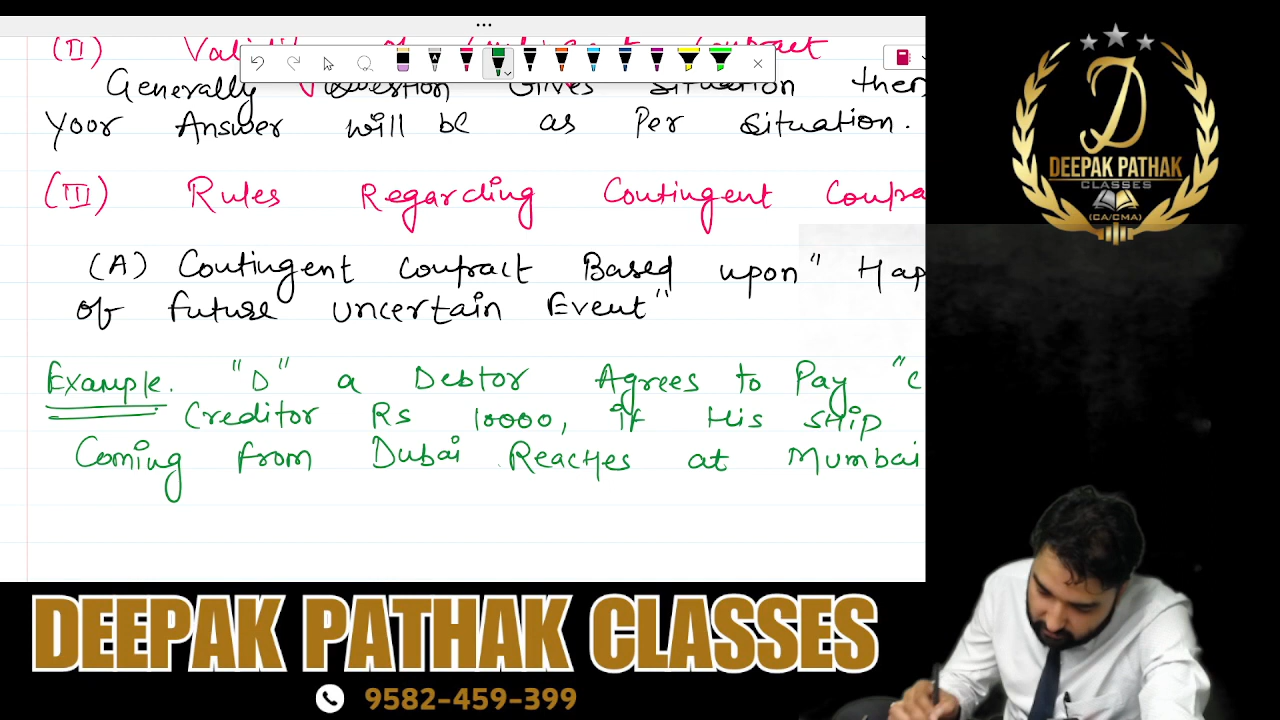 (II) Validity of Contingent Contract
Generally Question Gives situation then
Yoor Answer will be as Per Situation.
(III) Rules Regarding Contingent Contra
(A) Contingent Contract Based upon " Hap
of future uncertain Event"
Example. "D" a Debtor Agrees to Pay "C
Creditor Rs 10000, if His SHip
Coming from Dubai Reaches at Mumbai
D
DEEPAK PATHAK
CLASSES
(CA/CMA)
DEEPAK PATHAK CLASSES
9582-459-399